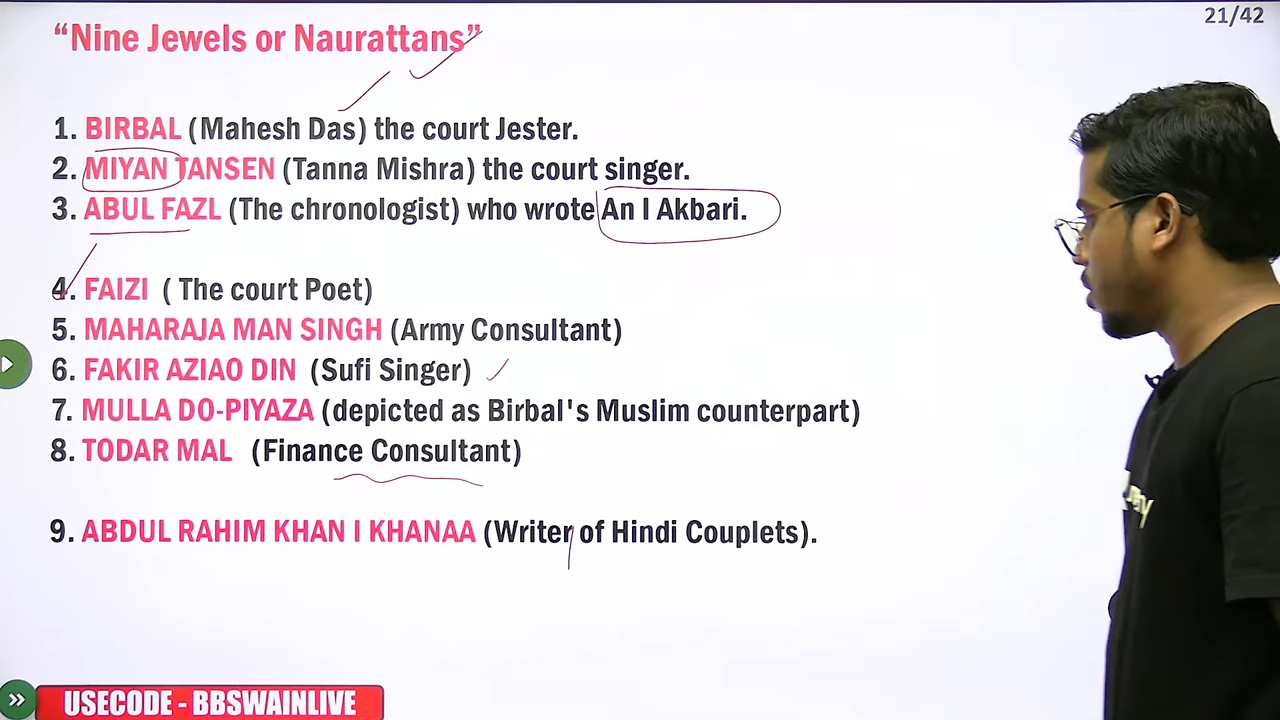 21/42
“Nine Jewels or Naurattans”
1. BIRBAL (Mahesh Das) the court Jester.
2. MIYAN TANSEN (Tanna Mishra) the court singer.
3. ABUL FAZL (The chronologist) who wrote An I Akbari.
4. FAIZI ( The court Poet)
5. MAHARAJA MAN SINGH (Army Consultant)
6. FAKIR AZIAO DIN (Sufi Singer)
7. MULLA DO-PIYAZA (depicted as Birbal's Muslim counterpart)
8. TODAR MAL (Finance Consultant)
9. ABDUL RAHIM KHAN I KHANAA (Writer of Hindi Couplets).
USECODE - BBSWAINLIVE